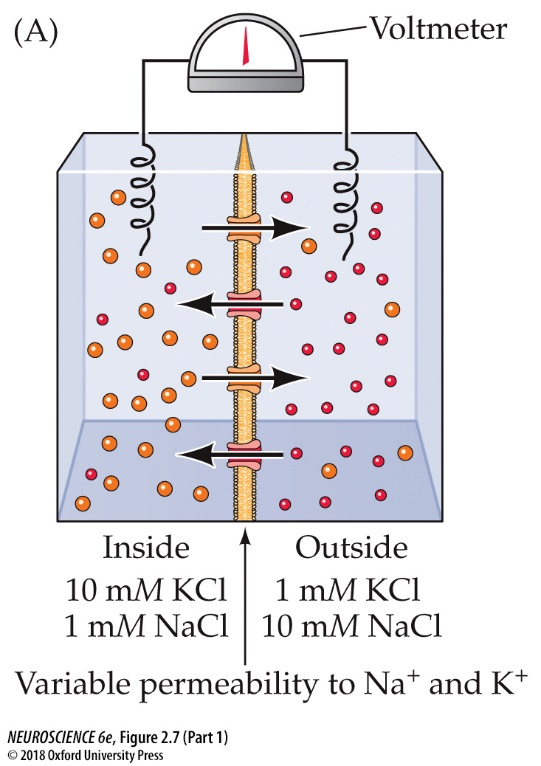 (A)
Voltmeter
Inside
Outside
10 mM KCl
1 mM KCl
1 mM NaCl
10 mM NaCl
Variable permeability to Na⁺ and K⁺
NEUROSCIENCE 6e, Figure 2.7 (Part 1)
© 2018 Oxford University Press